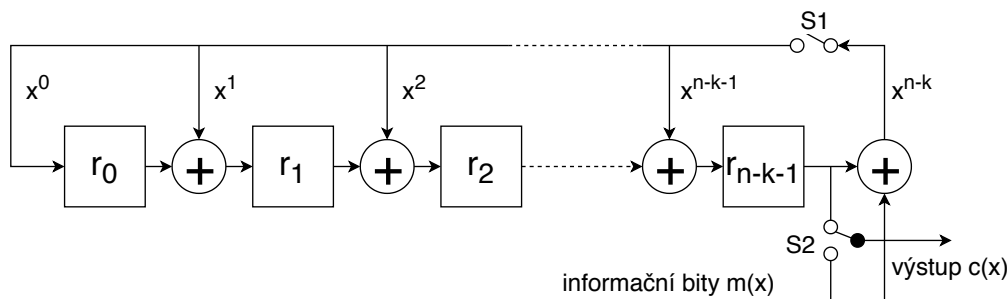 S1
x^0
x^1
x^2
x^{n-k-1}
x^{n-k}
r_0
+
r_1
+
r_2
+
r_{n-k-1}
+
S2
výstup c(x)
informační bity m(x)